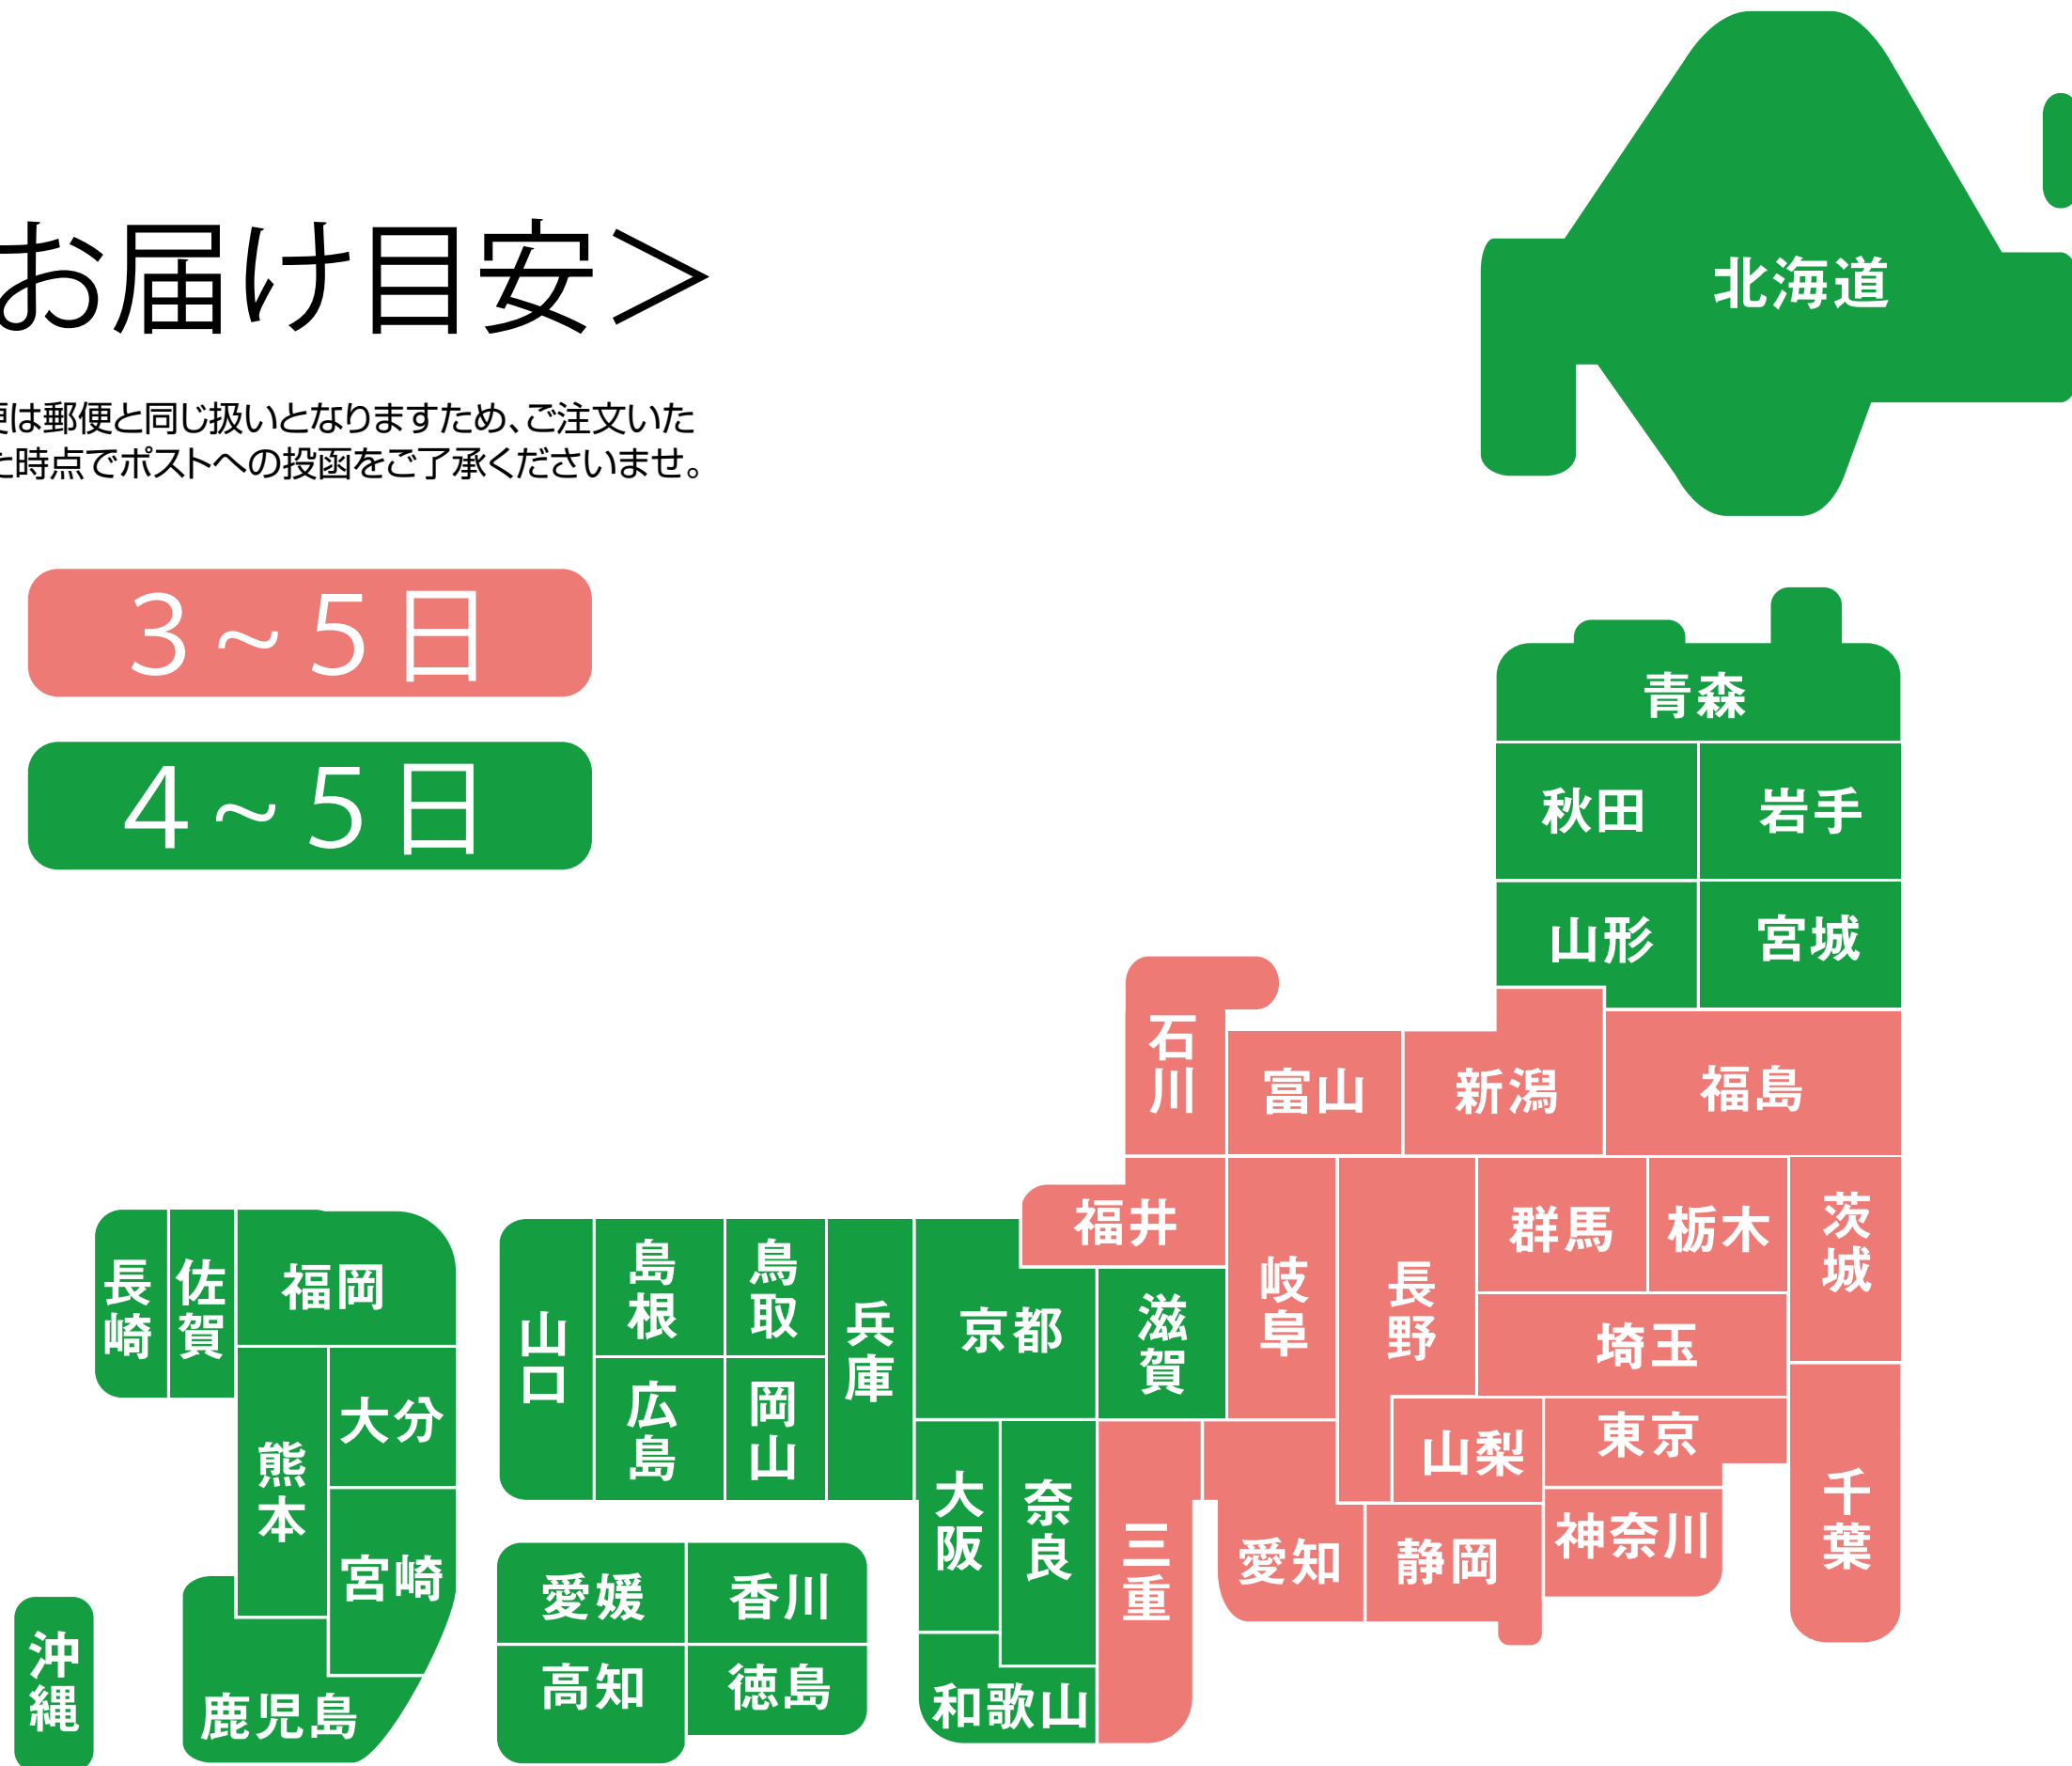 お届け目安＞
は郵便と同じ扱いとなりますため、ご注文いた
時点でポストへの投函をご了承くださいませ。
3～5日
4～5日
北海道
青森
秋田
岩手
山形
宮城
石川
富山
新潟
福島
福井
岐阜
長野
群馬
栃木
茨城
埼玉
山梨
東京
千葉
神奈川
愛知
静岡
三重
滋賀
京都
兵庫
大阪
奈良
和歌山
鳥取
島根
岡山
広島
山口
愛媛
香川
高知
徳島
福岡
佐賀
長崎
大分
熊本
宮崎
鹿児島
沖縄